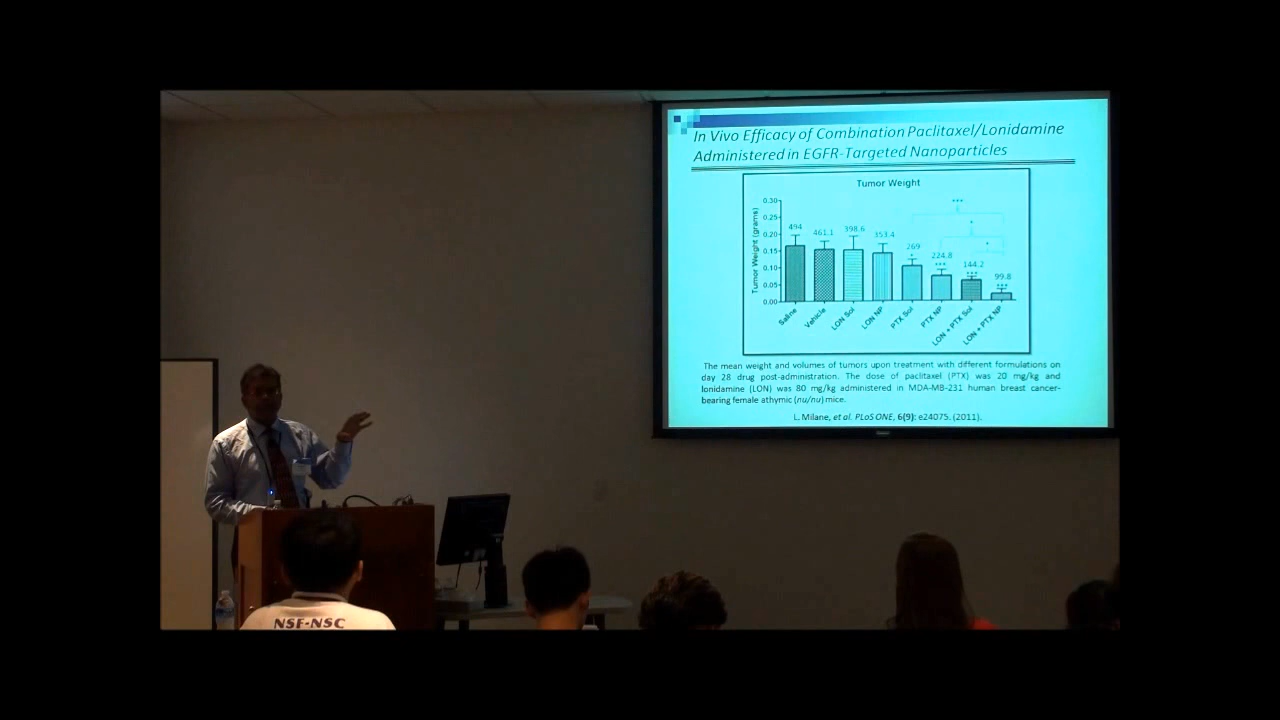 In Vivo Efficacy of Combination Paclitaxel/Lonidamine
Administered in EGFR-Targeted Nanoparticles
Tumor Weight
Tumor Weight (grams)
0.30
0.25
0.20
0.15
0.10
0.05
0.00
494
461.1
398.6
353.4
269
224.8
144.2
99.8
*
***
***
***
***
*
*
Saline
Vehicle
LON Sol
LON NP
PTX Sol
PTX NP
LON + PTX Sol
LON + PTX NP
The mean weight and volumes of tumors upon treatment with different formulations on
day 28 drug post-administration. The dose of paclitaxel (PTX) was 20 mg/kg and
lonidamine (LON) was 80 mg/kg administered in MDA-MB-231 human breast cancer-
bearing female athymic (nu/nu) mice.
L. Milane, et al. PLoS ONE, 6(9): e24075. (2011).
NSF-NSC